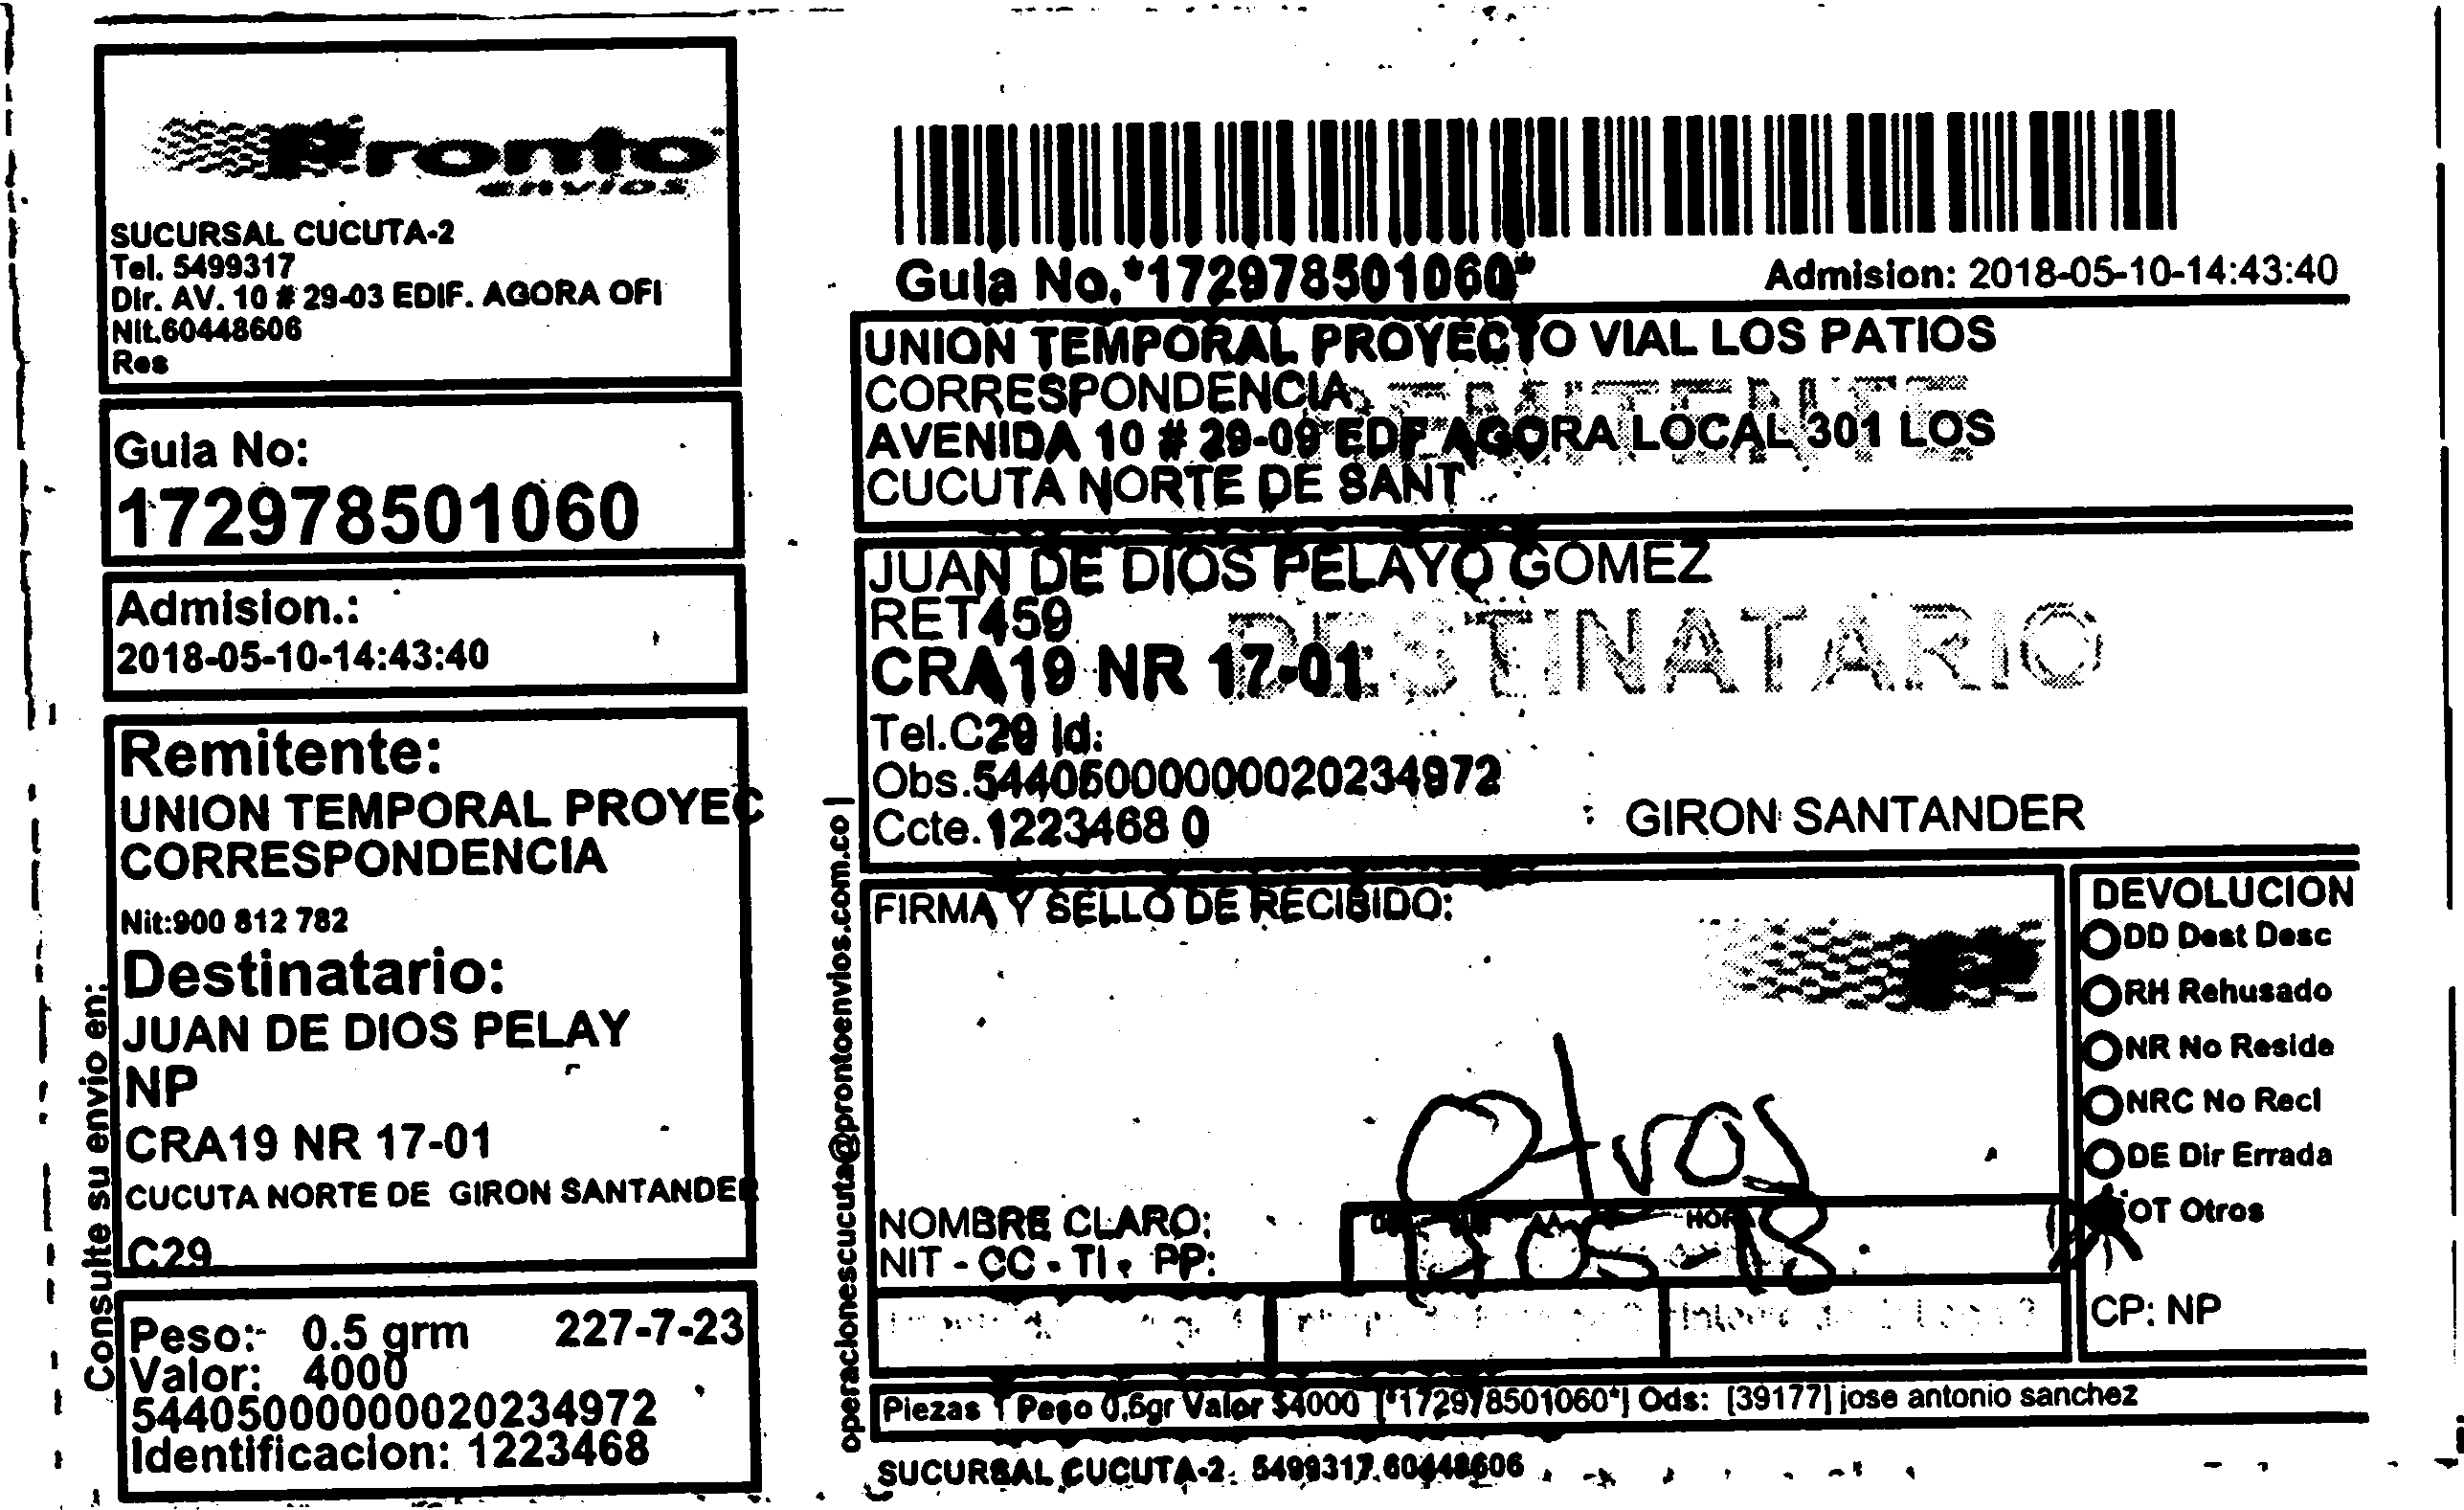 Pronto
envios
SUCURSAL CUCUTA-2
Tel. 5499317
Dir. AV. 10 # 29-03 EDIF. AGORA OFI
Nit.60448606
Res
Guia No:
172978501060
Admision.:
2018-05-10-14:43:40
Remitente:
UNION TEMPORAL PROYEC
CORRESPONDENCIA
Nit:900 812 782
Destinatario:
JUAN DE DIOS PELAY
NP
CRA19 NR 17-01
CUCUTA NORTE DE GIRON SANTANDER
C29
Peso: 0.5 grm 227-7-23
Valor: 4000
54405000000020234972
Identificacion: 1223468
Consulte su envio en:
operacionescucuta@prontoenvios.com.co |
Guia No.*172978501060*
Admision: 2018-05-10-14:43:40
UNION TEMPORAL PROYECTO VIAL LOS PATIOS
CORRESPONDENCIA
REMITENTE
AVENIDA 10 # 29-09 EDF AGORA LOCAL 301 LOS
CUCUTA NORTE DE SANT
JUAN DE DIOS PELAYO GOMEZ
RET459
DESTINATARIO
CRA19 NR 17-01
Tel.C29 Id:
Obs.54405000000020234972
Ccte.1223468 0
GIRON SANTANDER
FIRMA Y SELLO DE RECIBIDO:
Otros
NOMBRE CLARO:
NIT - CC - TI - PP:
HORA
05-18
DEVOLUCION
DD Dest Desc
RH Rehusado
NR No Reside
NRC No Recl
DE Dir Errada
OT Otros
CP: NP
Piezas 1 Peso 0,5gr Valor $4000 [*172978501060*] Ods: [39177] jose antonio sanchez
SUCURSAL CUCUTA-2. 5499317.60448606